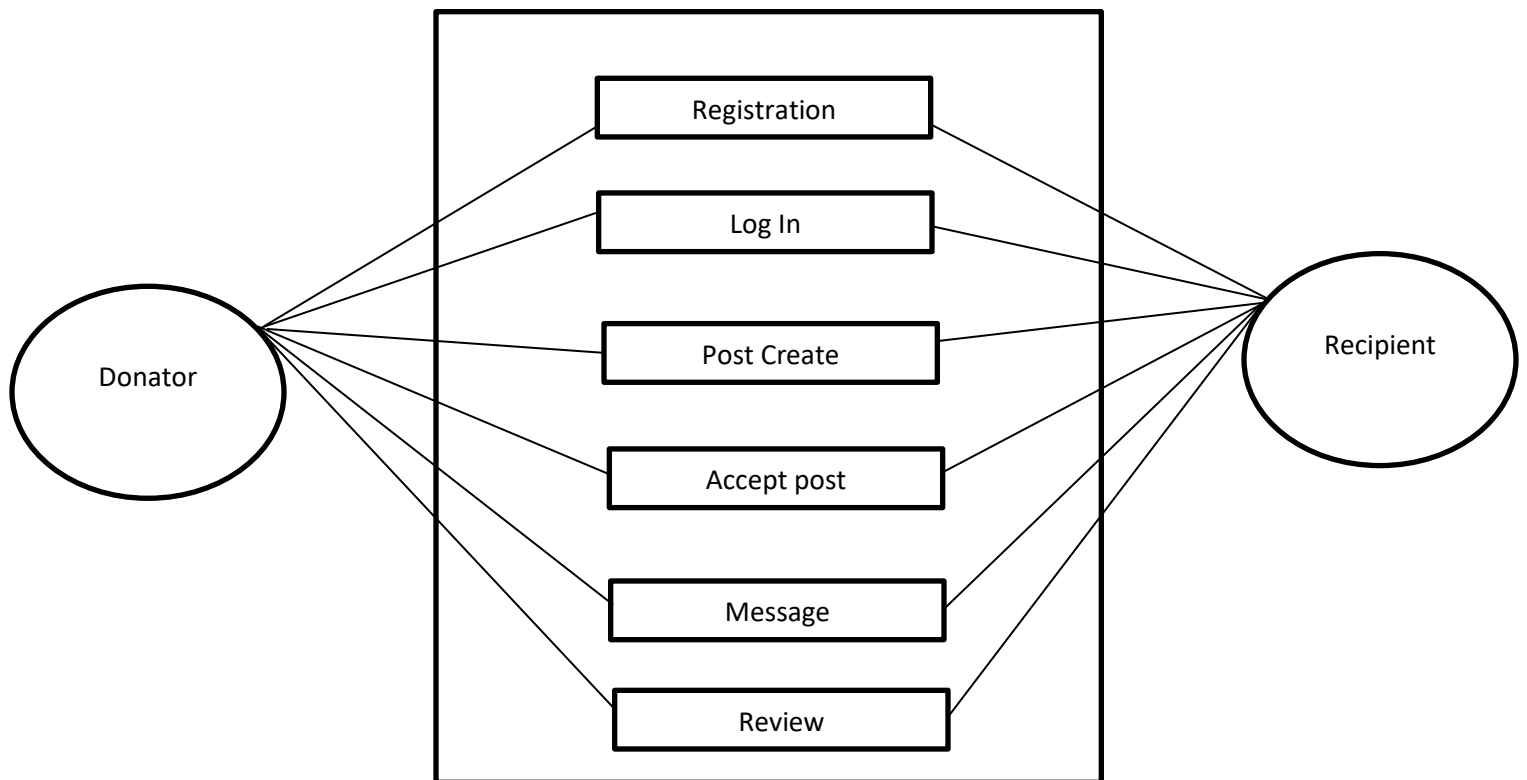 Registration
Log In
Post Create
Donator
Recipient
Accept post
Message
Review